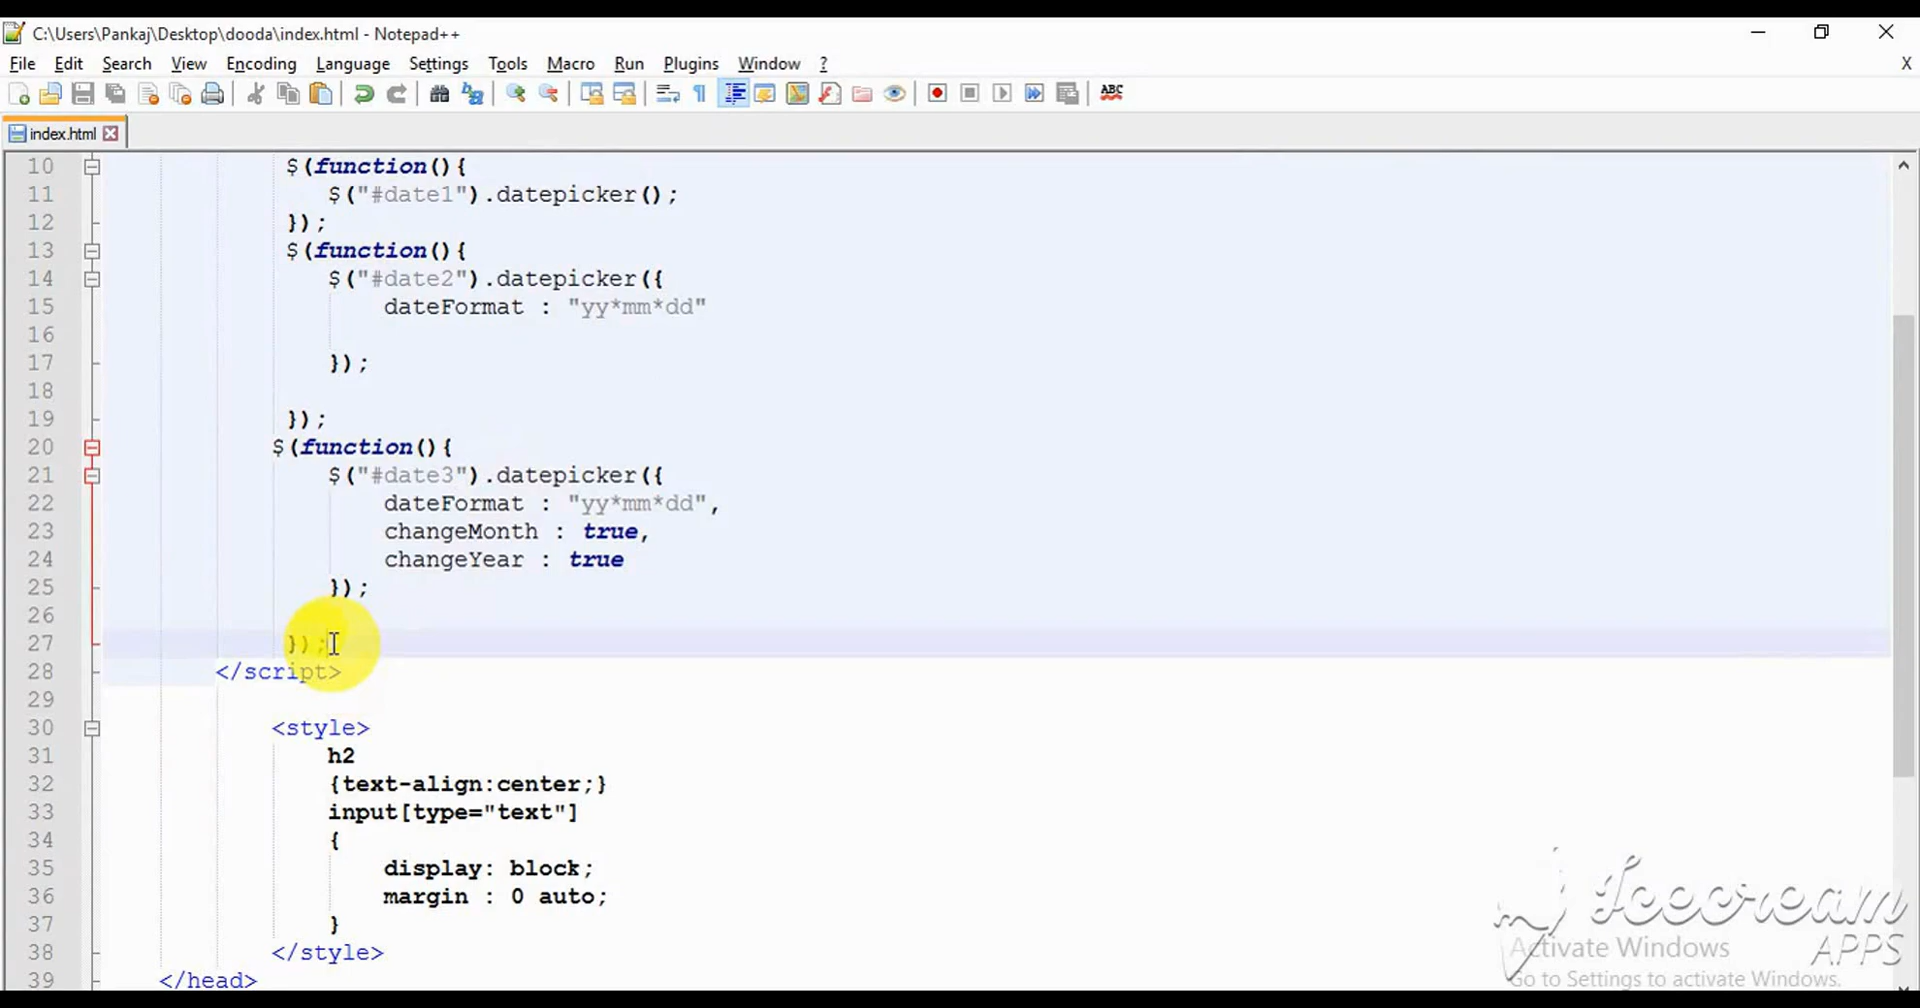 C:\Users\Pankaj\Desktop\dooda\index.html - Notepad++
File Edit Search View Encoding Language Settings Tools Macro Run Plugins Window ? X
ABC
index.html
10 $(function(){
11 $("#date1").datepicker();
12 });
13 $(function(){
14 $("#date2").datepicker({
15 dateFormat : "yy*mm*dd"
16
17 });
18
19 });
20 $(function(){
21 $("#date3").datepicker({
22 dateFormat : "yy*mm*dd",
23 changeMonth : true,
24 changeYear : true
25 });
26
27 });
28 </script>
29
30 <style>
31 h2
32 {text-align:center;}
33 input[type="text"]
34 {
35 display: block;
36 margin : 0 auto;
37 }
38 </style>
39 </head>
Icecream
APPS
Activate Windows
Go to Settings to activate Windows.